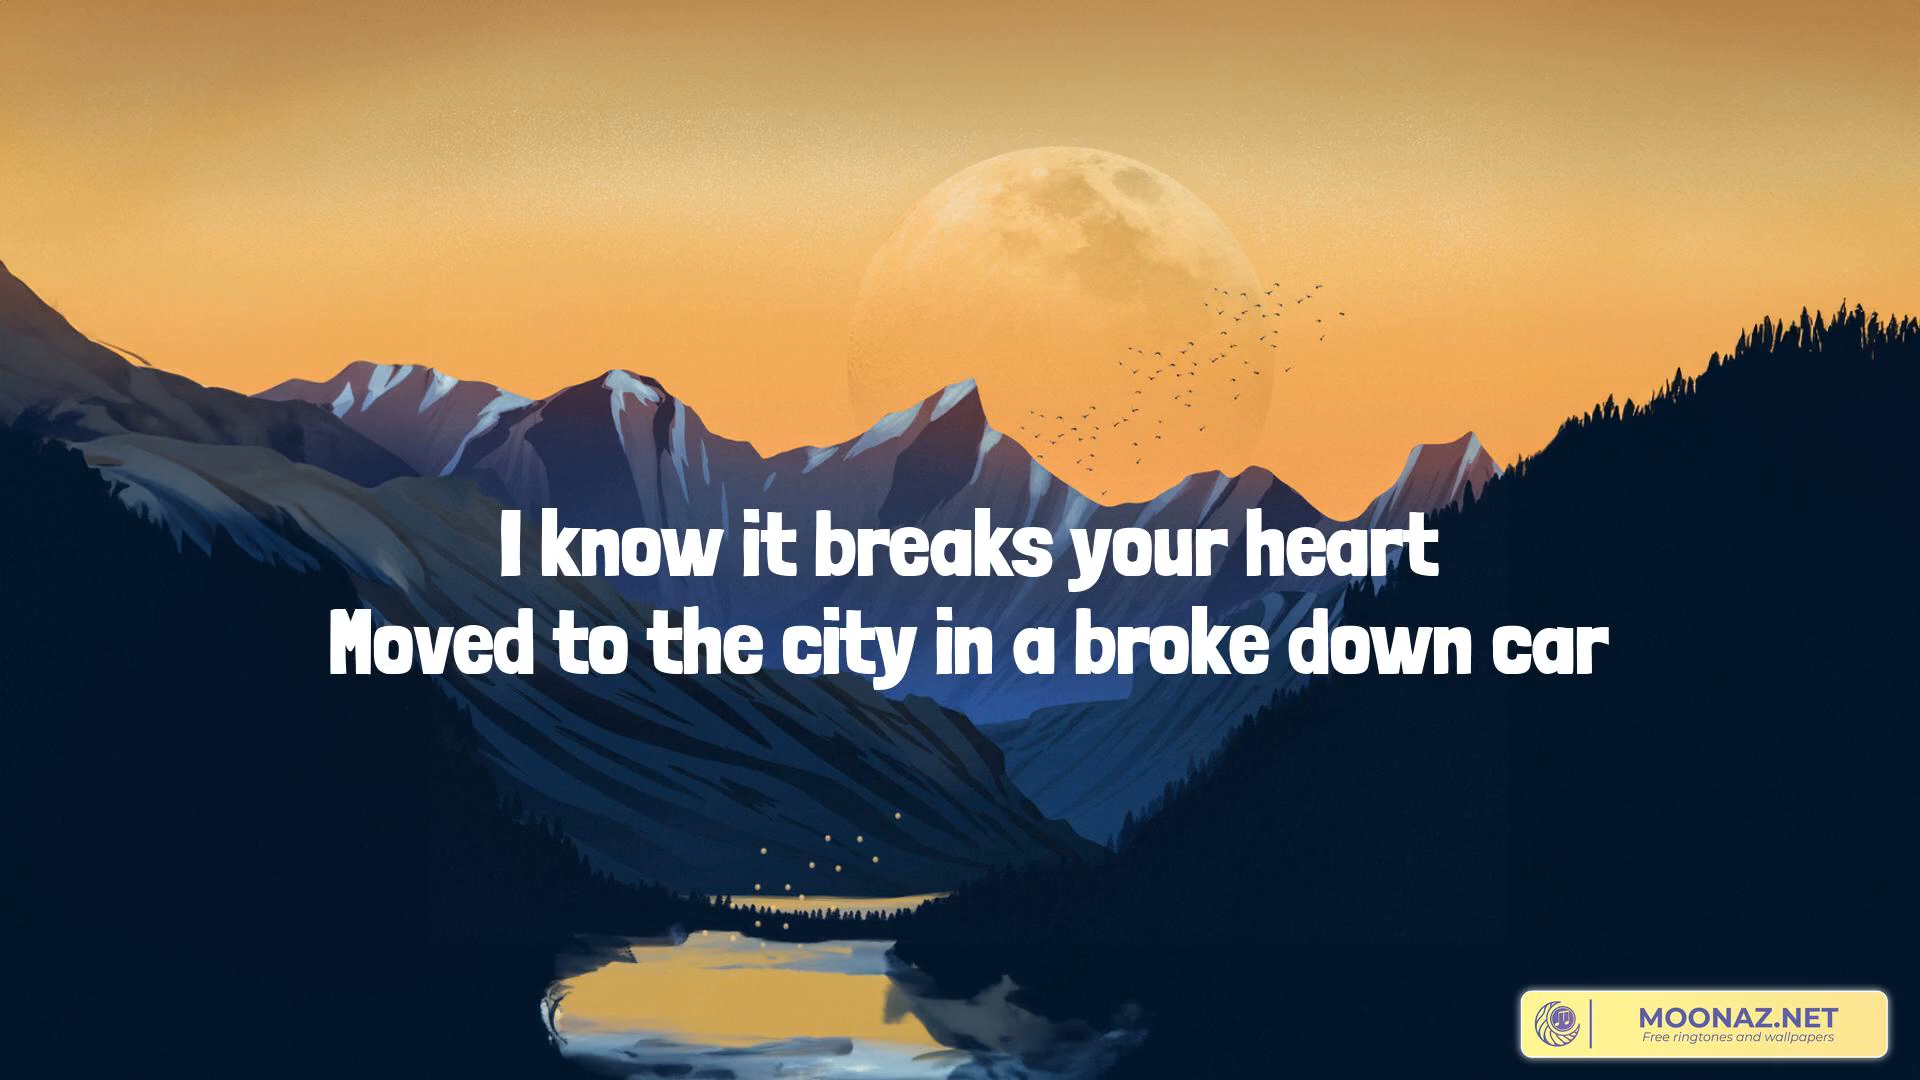 I know it breaks your heart
Moved to the city in a broke down car
MOONAZ.NET
Free ringtones and wallpapers